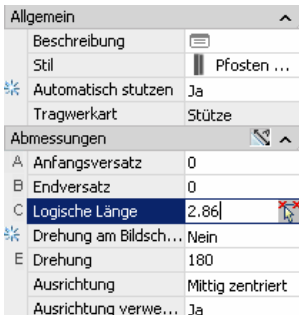 Allgemein
Beschreibung
Stil Pfosten ...
Automatisch stutzen Ja
Tragwerkart Stütze
Abmessungen
A Anfangsversatz 0
B Endversatz 0
C Logische Länge 2.86
Drehung am Bildsch... Nein
E Drehung 180
Ausrichtung Mittig zentriert
Ausrichtung verwe... Ja